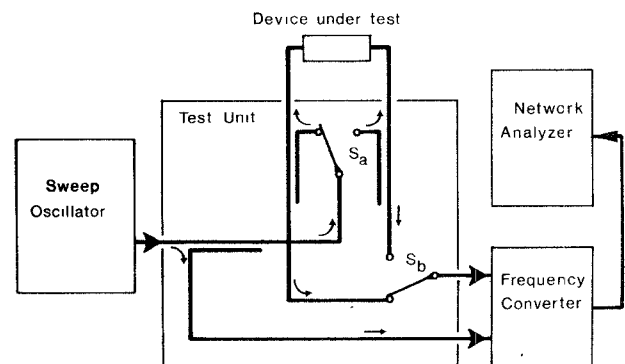 Device under test
Test Unit
Network
Analyzer
Sa
Sweep
Oscillator
Sb
Frequency
Converter